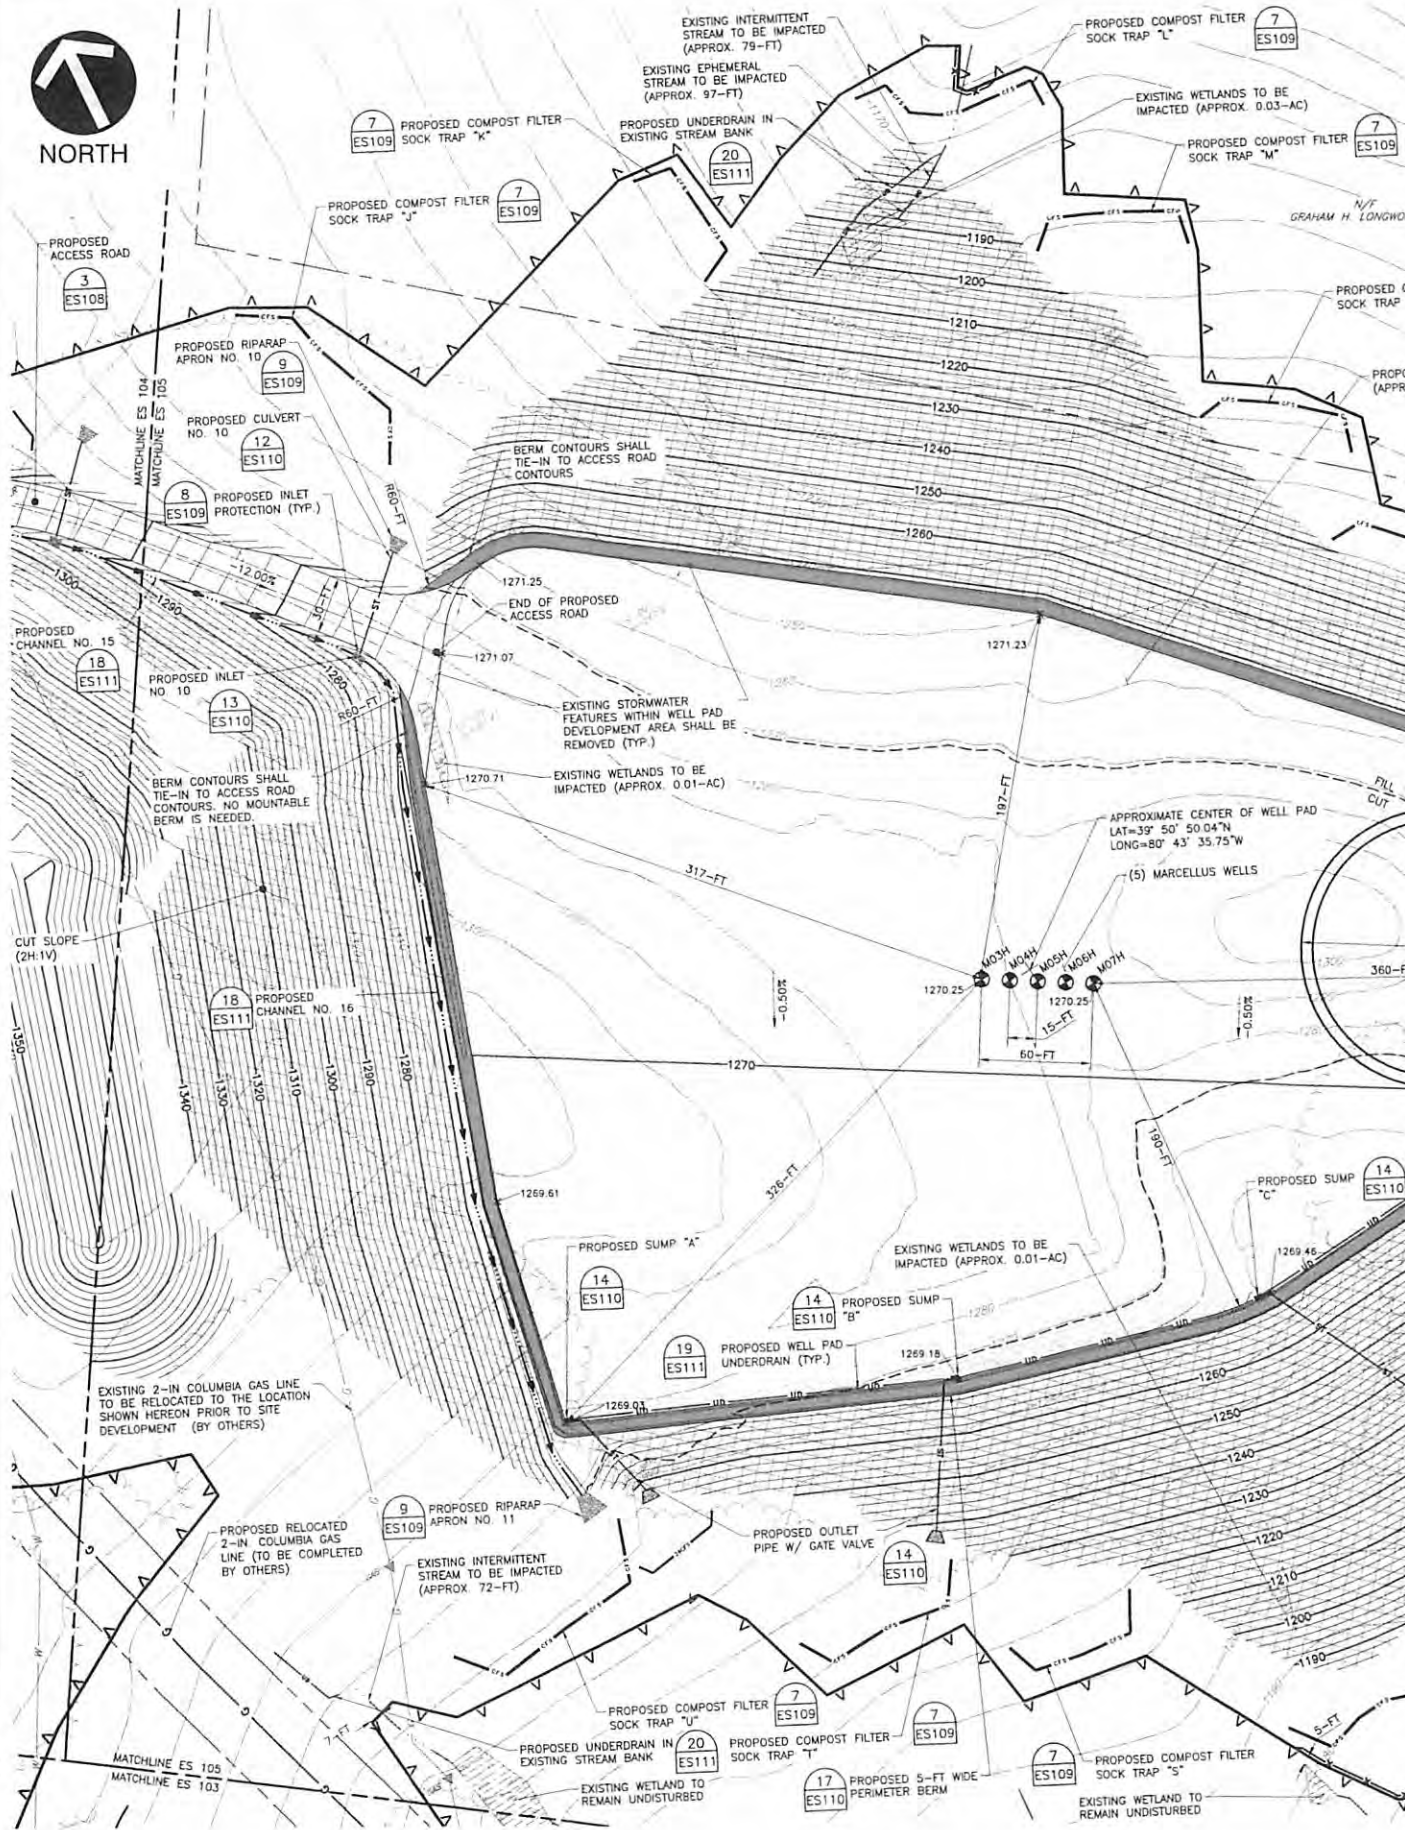 NORTH
EXISTING INTERMITTENT
STREAM TO BE IMPACTED
(APPROX. 79-FT)
EXISTING EPHEMERAL
STREAM TO BE IMPACTED
(APPROX. 97-FT)
PROPOSED UNDERDRAIN IN
EXISTING STREAM BANK
20
ES111
PROPOSED COMPOST FILTER
SOCK TRAP "L"
7
ES109
EXISTING WETLANDS TO BE
IMPACTED (APPROX. 0.03-AC)
PROPOSED COMPOST FILTER
SOCK TRAP "M"
7
ES109
N/F
GRAHAM H. LONGWO
7
ES109
PROPOSED COMPOST FILTER
SOCK TRAP "K"
PROPOSED COMPOST FILTER
SOCK TRAP "J"
7
ES109
PROPOSED
ACCESS ROAD
3
ES108
PROPOSED RIPARAP
APRON NO. 10
9
ES109
PROPOSED CULVERT
NO. 10
12
ES110
8
ES109
PROPOSED INLET
PROTECTION (TYP.)
MATCHLINE ES 104
MATCHLINE ES 105
R60-FT
BERM CONTOURS SHALL
TIE-IN TO ACCESS ROAD
CONTOURS
1170
1190
1200
1210
1220
1230
1240
1250
1260
PROPOSED C
SOCK TRAP
PROPO
(APPR
1300
1290
-12.00%
30-FT
ST
ST
1271.25
END OF PROPOSED
ACCESS ROAD
1271.07
1271.23
PROPOSED
CHANNEL NO. 15
18
ES111
PROPOSED INLET
NO. 10
13
ES110
1280
R60-FT
EXISTING STORMWATER
FEATURES WITHIN WELL PAD
DEVELOPMENT AREA SHALL BE
REMOVED (TYP.)
1270.71
EXISTING WETLANDS TO BE
IMPACTED (APPROX. 0.01-AC)
BERM CONTOURS SHALL
TIE-IN TO ACCESS ROAD
CONTOURS. NO MOUNTABLE
BERM IS NEEDED.
197-FT
FILL
CUT
APPROXIMATE CENTER OF WELL PAD
LAT=39° 50' 50.04"N
LONG=80° 43' 35.75"W
(5) MARCELLUS WELLS
317-FT
CUT SLOPE
(2H:1V)
18
ES111
PROPOSED
CHANNEL NO. 16
M03H
M04H
M05H
M06H
M07H
1270.25
1270.25
15-FT
60-FT
-0.50%
-0.50%
360-F
1300
1350
1340
1330
1320
1310
1300
1290
1280
1270
326-FT
190-FT
1269.61
PROPOSED SUMP "A"
14
ES110
PROPOSED SUMP
"C"
14
ES110
1269.46
EXISTING WETLANDS TO BE
IMPACTED (APPROX. 0.01-AC)
14
ES110
PROPOSED SUMP
"B"
1280
19
ES111
PROPOSED WELL PAD
UNDERDRAIN (TYP.)
1269.18
1269.03
UD
UD
UD
UD
UD
UD
UD
1260
1250
1240
1230
1220
1210
1200
1190
EXISTING 2-IN COLUMBIA GAS LINE
TO BE RELOCATED TO THE LOCATION
SHOWN HEREON PRIOR TO SITE
DEVELOPMENT (BY OTHERS)
PROPOSED RELOCATED
2-IN. COLUMBIA GAS
LINE (TO BE COMPLETED
BY OTHERS)
9
ES109
PROPOSED RIPARAP
APRON NO. 11
EXISTING INTERMITTENT
STREAM TO BE IMPACTED
(APPROX. 72-FT)
PROPOSED OUTLET
PIPE W/ GATE VALVE
14
ES110
PROPOSED COMPOST FILTER
SOCK TRAP "U"
7
ES109
PROPOSED UNDERDRAIN IN
EXISTING STREAM BANK
20
ES111
PROPOSED COMPOST FILTER
SOCK TRAP "T"
7
ES109
7-FT
MATCHLINE ES 105
MATCHLINE ES 103
EXISTING WETLAND TO
REMAIN UNDISTURBED
17
ES110
PROPOSED 5-FT WIDE
PERIMETER BERM
7
ES109
PROPOSED COMPOST FILTER
SOCK TRAP "S"
5-FT
EXISTING WETLAND TO
REMAIN UNDISTURBED